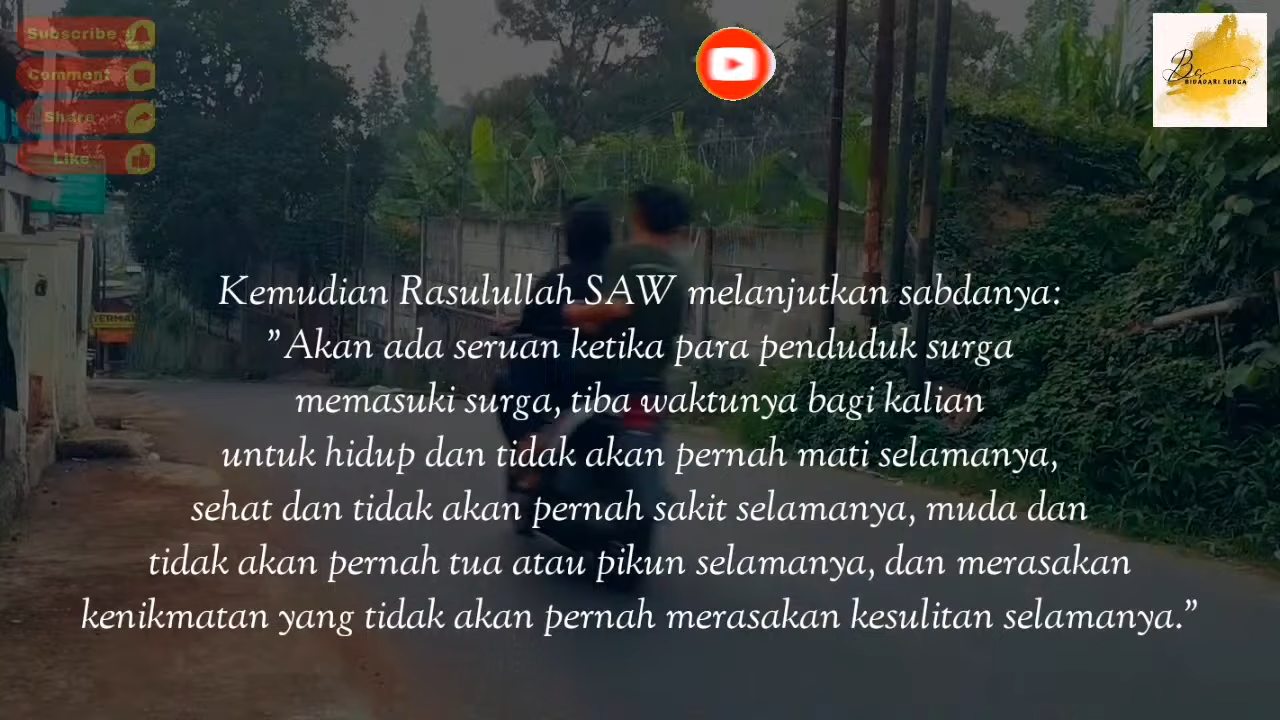 Subscribe
Comment
Share
Like
Bs
BIDADARI SURGA
Kemudian Rasulullah SAW melanjutkan sabdanya:
"Akan ada seruan ketika para penduduk surga
memasuki surga, tiba waktunya bagi kalian
untuk hidup dan tidak akan pernah mati selamanya,
sehat dan tidak akan pernah sakit selamanya, muda dan
tidak akan pernah tua atau pikun selamanya, dan merasakan
kenikmatan yang tidak akan pernah merasakan kesulitan selamanya."